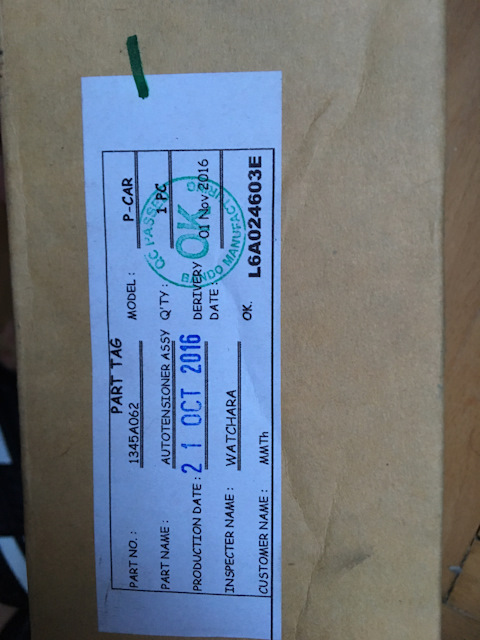 PART TAG
PART NO. : 1345A062 MODEL : P-CAR
PART NAME : AUTOTENSIONER ASSY Q'TY : 1 PC
PRODUCTION DATE : 21 OCT 2016 DERIVERY DATE : 01 Nov 2016
INSPECTER NAME : WATCHARA
OK. L6A024603E
CUSTOMER NAME : MMTh
QC PASSED
OK
BANDO MANUFACTURING